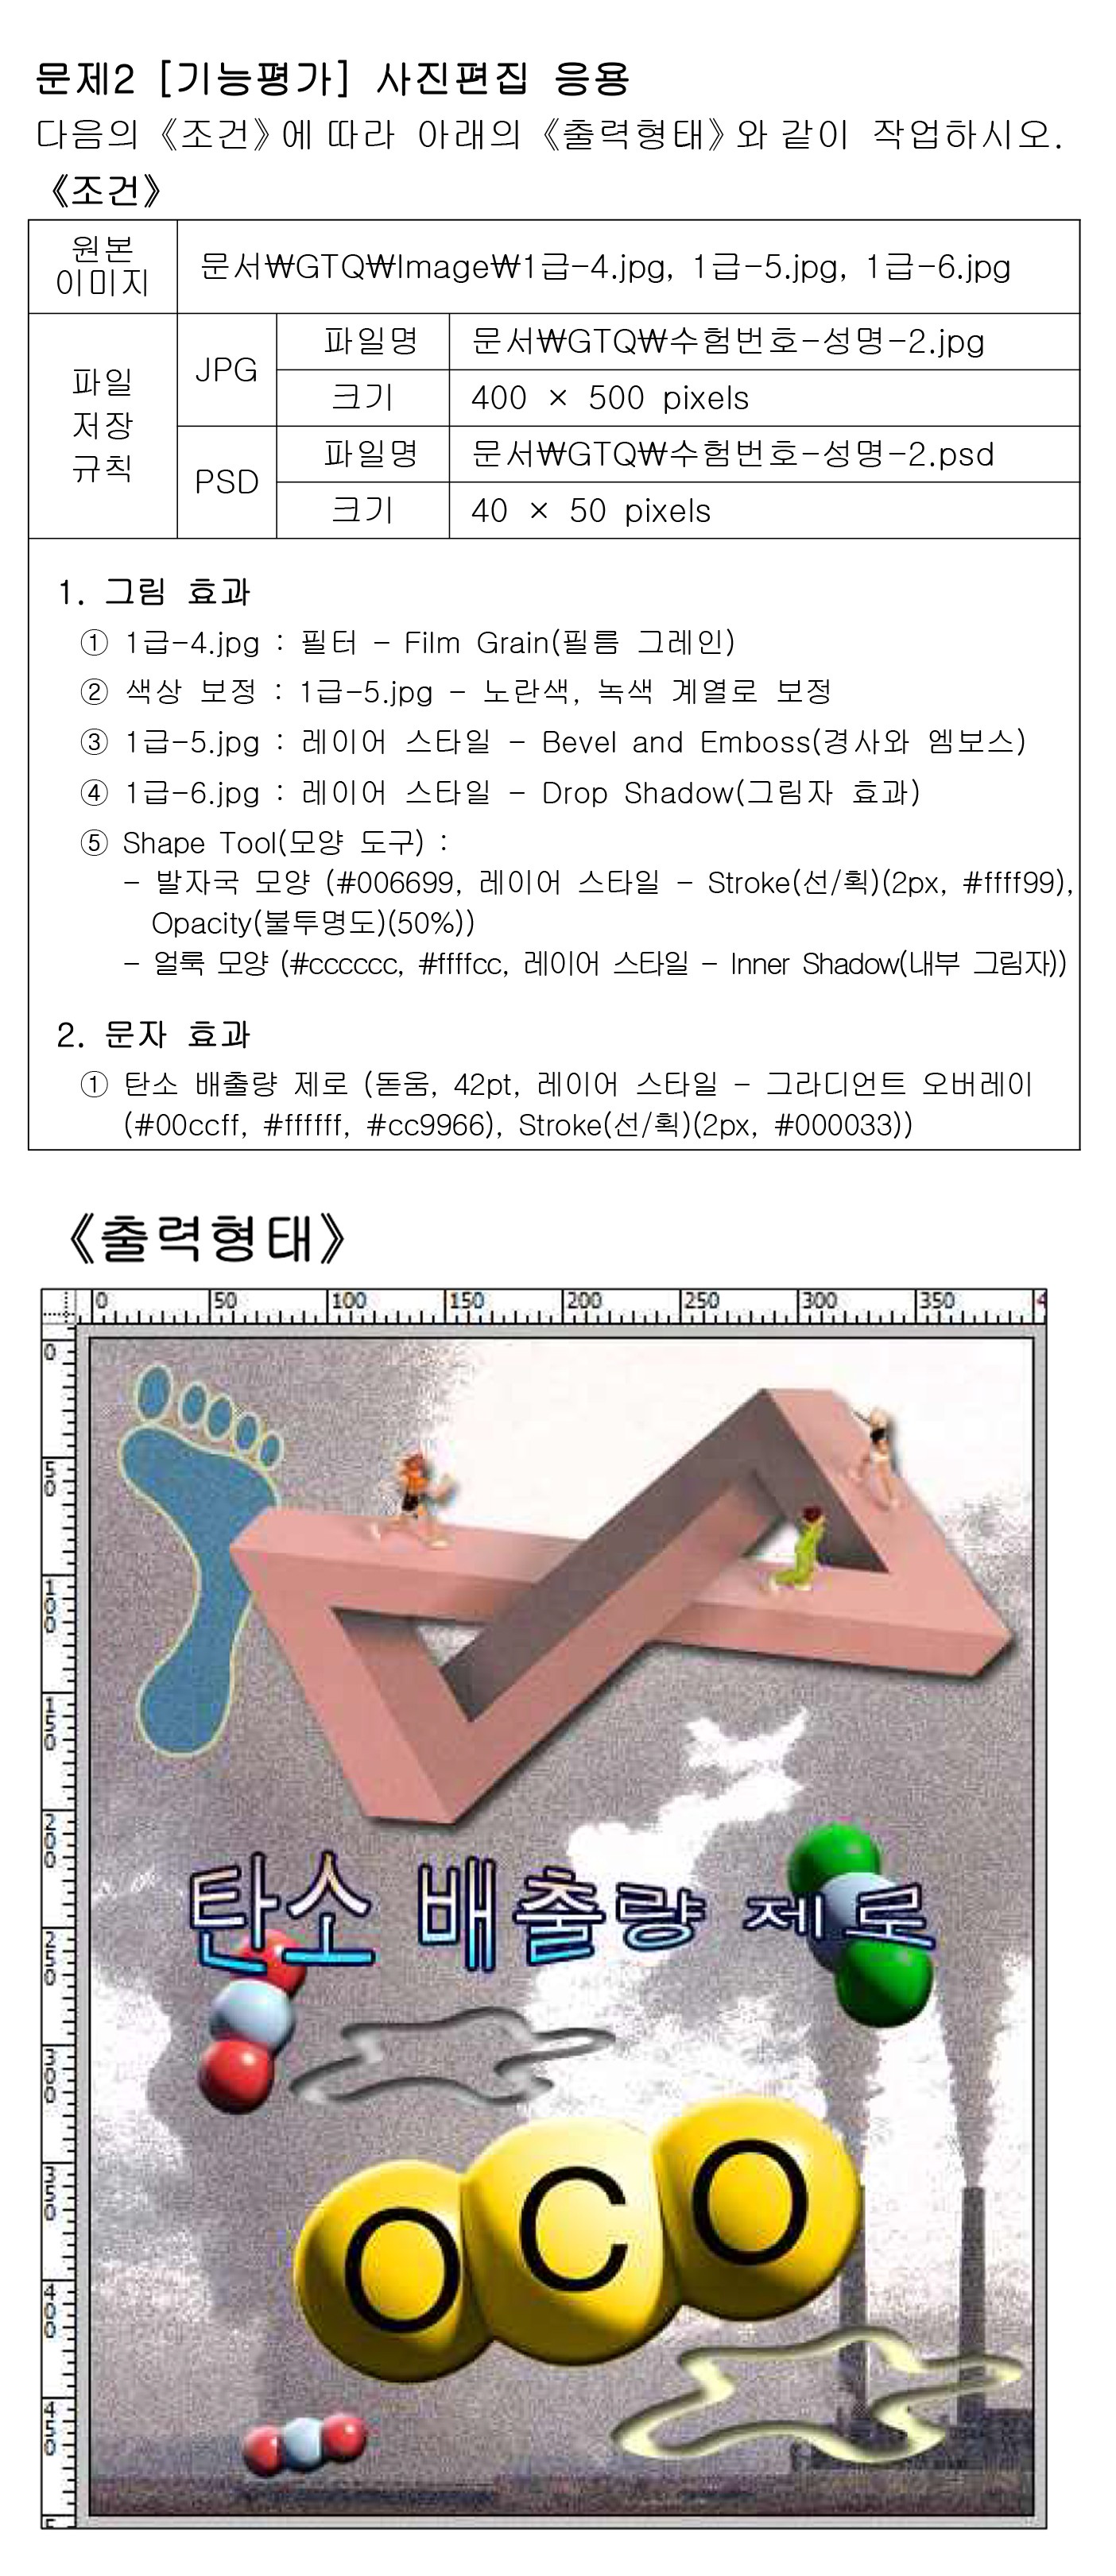 문제2 [기능평가] 사진편집 응용
다음의 《조건》에 따라 아래의 《출력형태》와 같이 작업하시오.
《조건》
원본 이미지
문서₩GTQ₩Image₩1급-4.jpg, 1급-5.jpg, 1급-6.jpg
파일 저장 규칙
JPG
파일명
문서₩GTQ₩수험번호-성명-2.jpg
크기
400 × 500 pixels
PSD
파일명
문서₩GTQ₩수험번호-성명-2.psd
크기
40 × 50 pixels
1. 그림 효과
① 1급-4.jpg : 필터 - Film Grain(필름 그레인)
② 색상 보정 : 1급-5.jpg - 노란색, 녹색 계열로 보정
③ 1급-5.jpg : 레이어 스타일 - Bevel and Emboss(경사와 엠보스)
④ 1급-6.jpg : 레이어 스타일 - Drop Shadow(그림자 효과)
⑤ Shape Tool(모양 도구) :
- 발자국 모양 (#006699, 레이어 스타일 - Stroke(선/획)(2px, #ffff99),
Opacity(불투명도)(50%))
- 얼룩 모양 (#cccccc, #ffffcc, 레이어 스타일 - Inner Shadow(내부 그림자))
2. 문자 효과
① 탄소 배출량 제로 (돋움, 42pt, 레이어 스타일 - 그라디언트 오버레이
(#00ccff, #ffffff, #cc9966), Stroke(선/획)(2px, #000033))
《출력형태》
0 50 100 150 200 250 300 350 4
0
50
100
150
200
탄소 배출량 제로
250
300
350
OCO
400
450